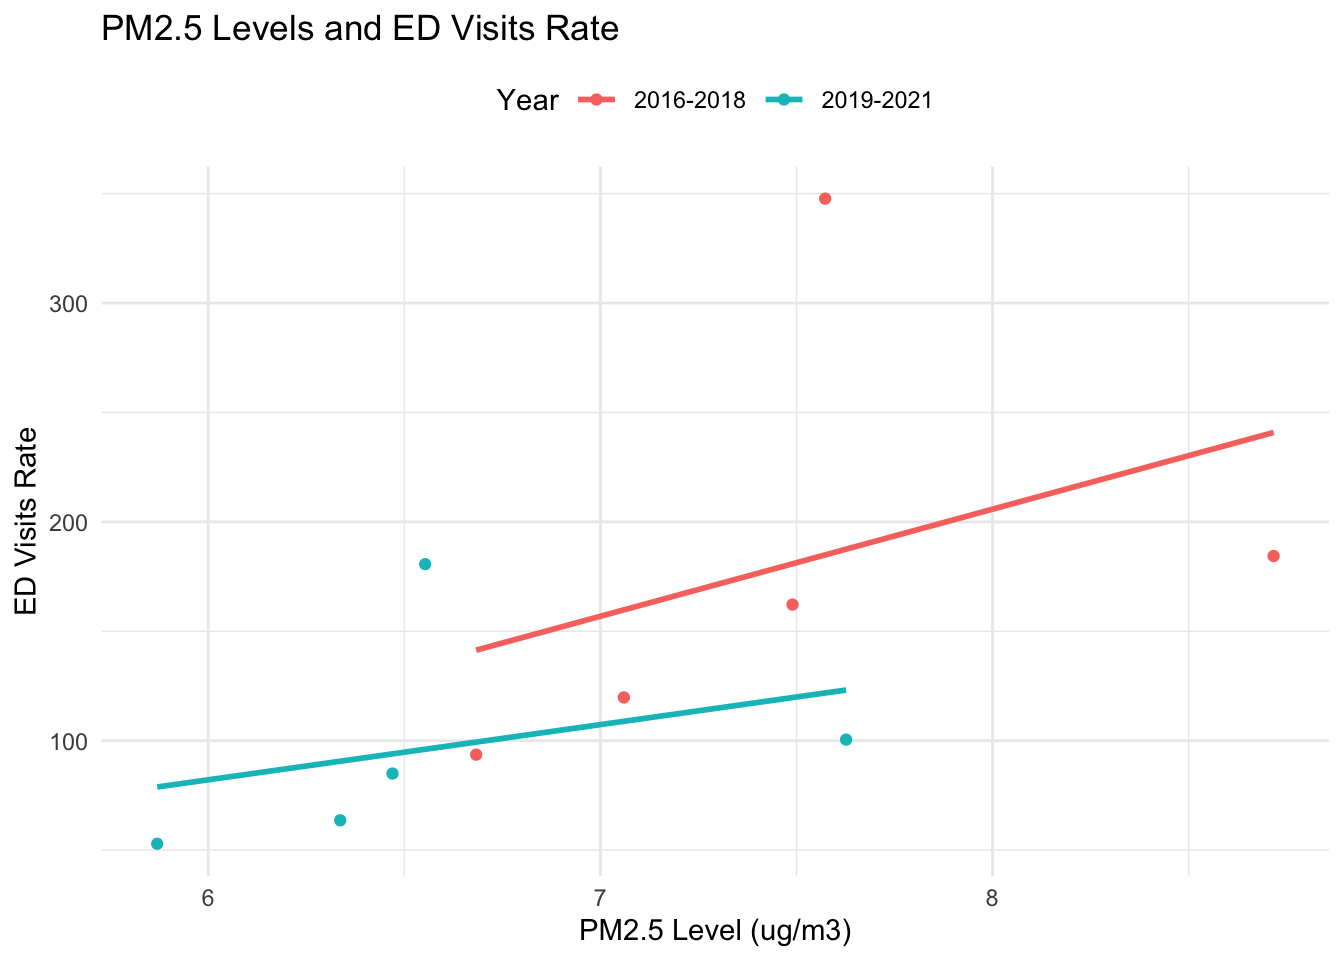 PM2.5 Levels and ED Visits Rate
Year 2016-2018 2019-2021
300
200
100
ED Visits Rate
6 7 8
PM2.5 Level (ug/m3)